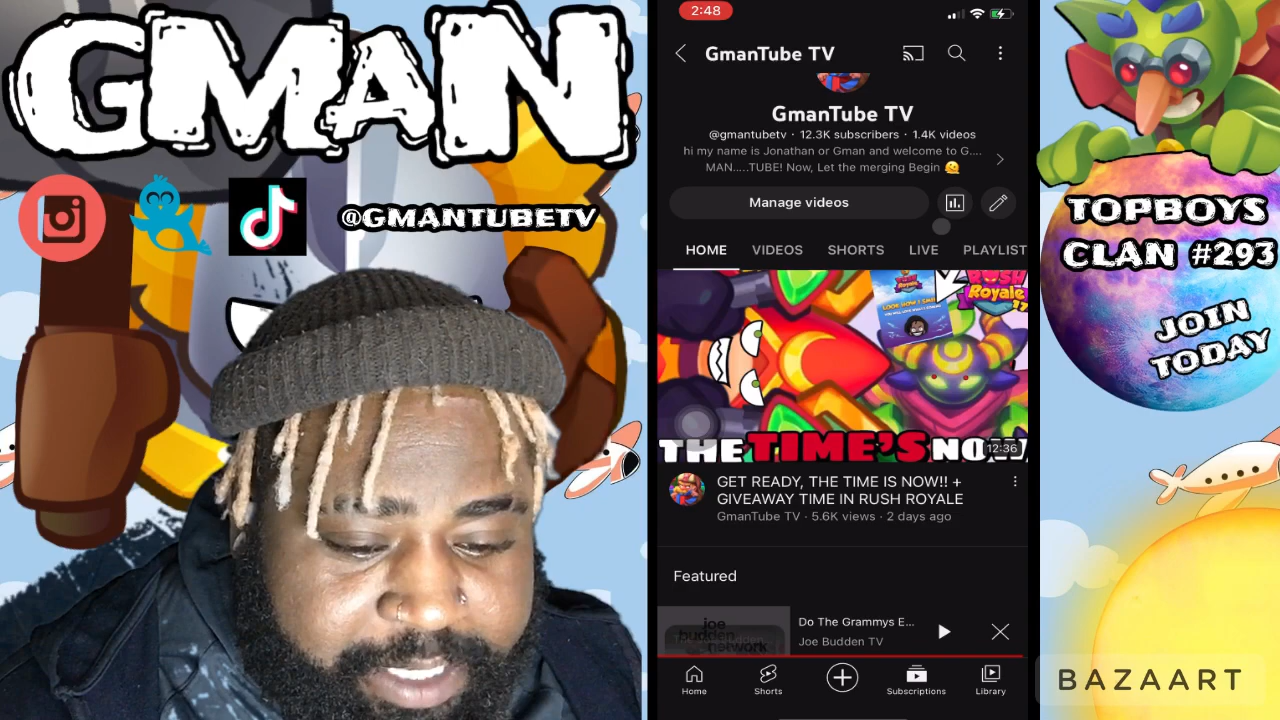 GMAN
@GMANTUBETV
2:48
GmanTube TV
GmanTube TV
@gmantubetv · 12.3K subscribers · 1.4K videos
hi my name is Jonathan or Gman and welcome to G....
MAN.....TUBE! Now, Let the merging Begin 🫠
Manage videos
HOME VIDEOS SHORTS LIVE PLAYLIST
Rush
Royale
THE TIME'S NOW
12:36
GET READY, THE TIME IS NOW!! +
GIVEAWAY TIME IN RUSH ROYALE
GmanTube TV · 5.6K views · 2 days ago
Featured
joe
budden
network
Do The Grammys E...
Joe Budden TV
Home Shorts Subscriptions Library
TOPBOYS
CLAN #293
JOIN
TODAY
BAZAART